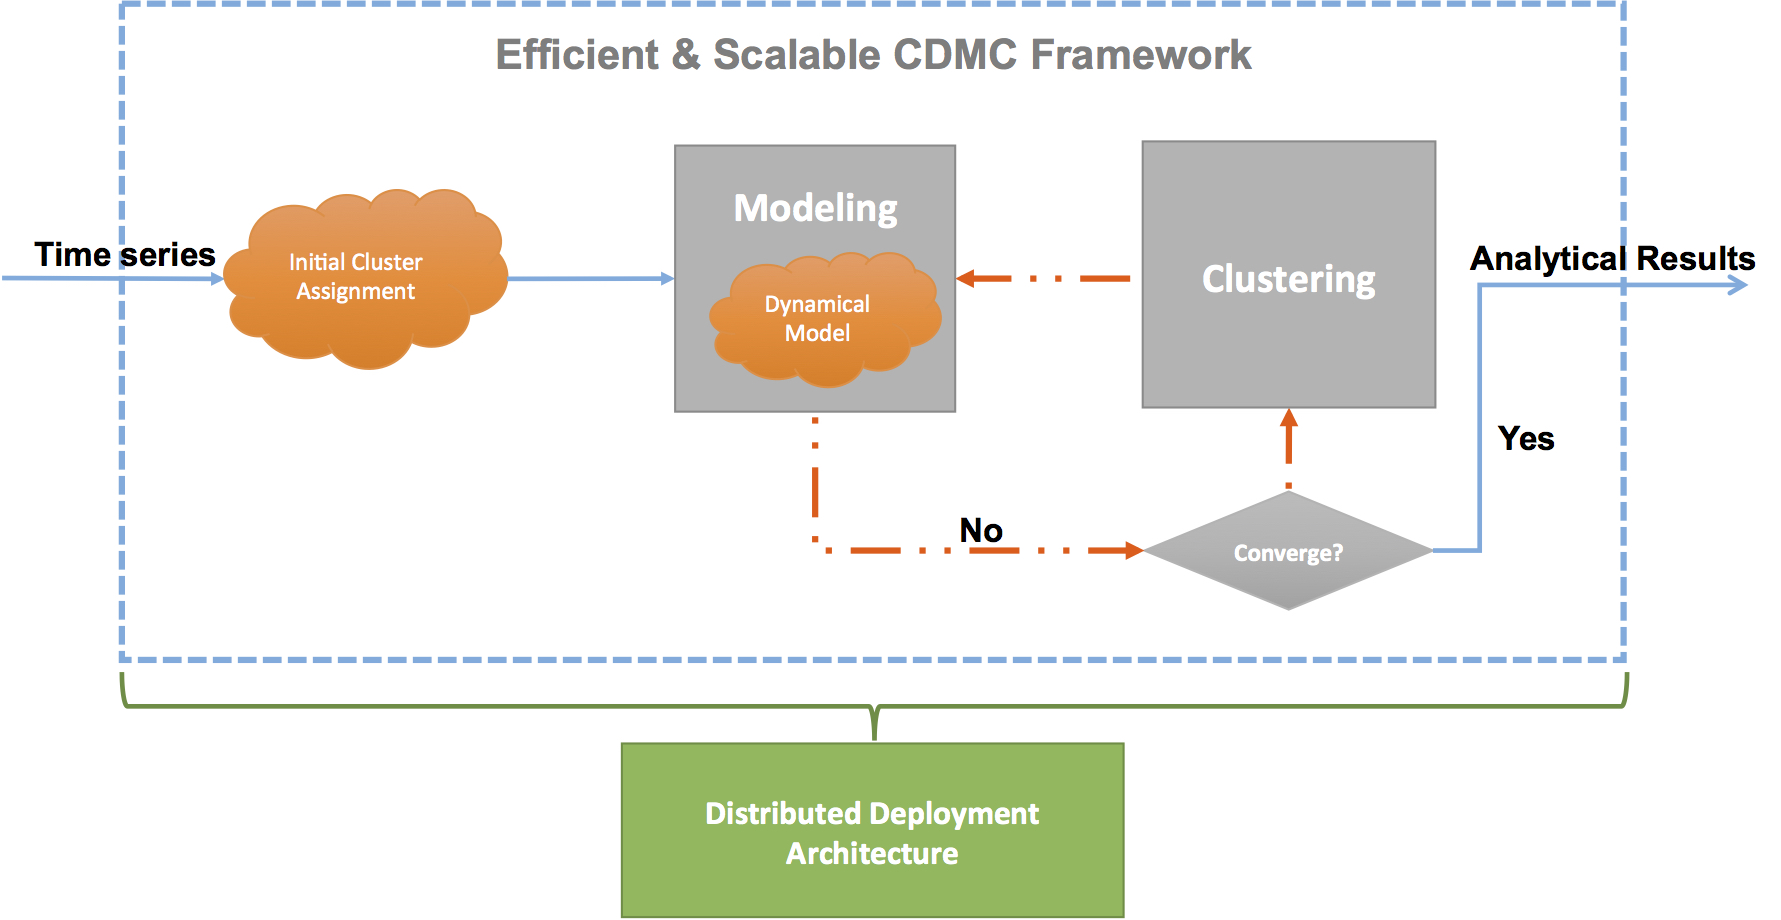 Efficient & Scalable CDMC Framework
Time series
Initial Cluster
Assignment
Modeling
Dynamical
Model
Clustering
Analytical Results
Yes
No
Converge?
Distributed Deployment
Architecture